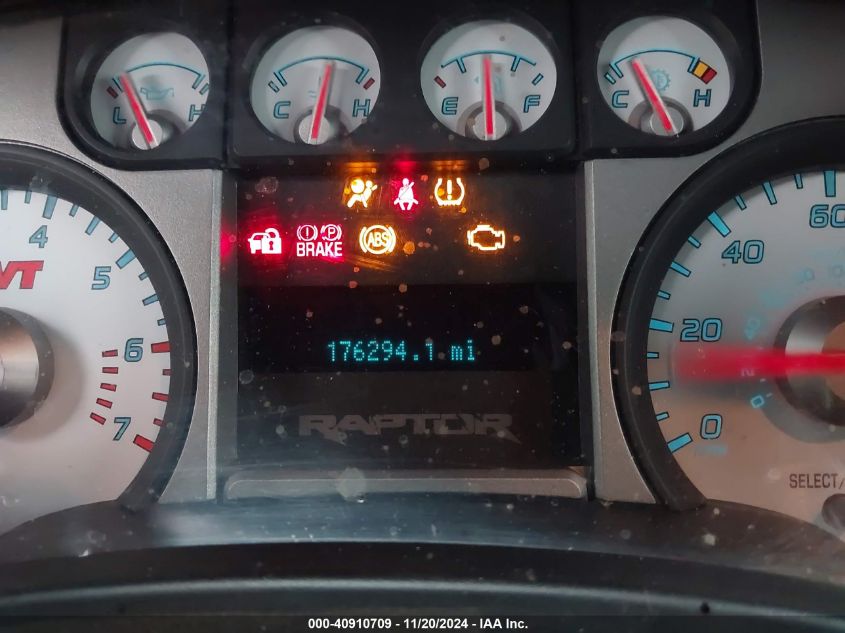 L H
C H
E F
C H
BRAKE
ABS
4
5
6
7
VT
176294.1 mi
RAPTOR
60
40
20
0
SELECT/
000-40910709 - 11/20/2024 - IAA Inc.